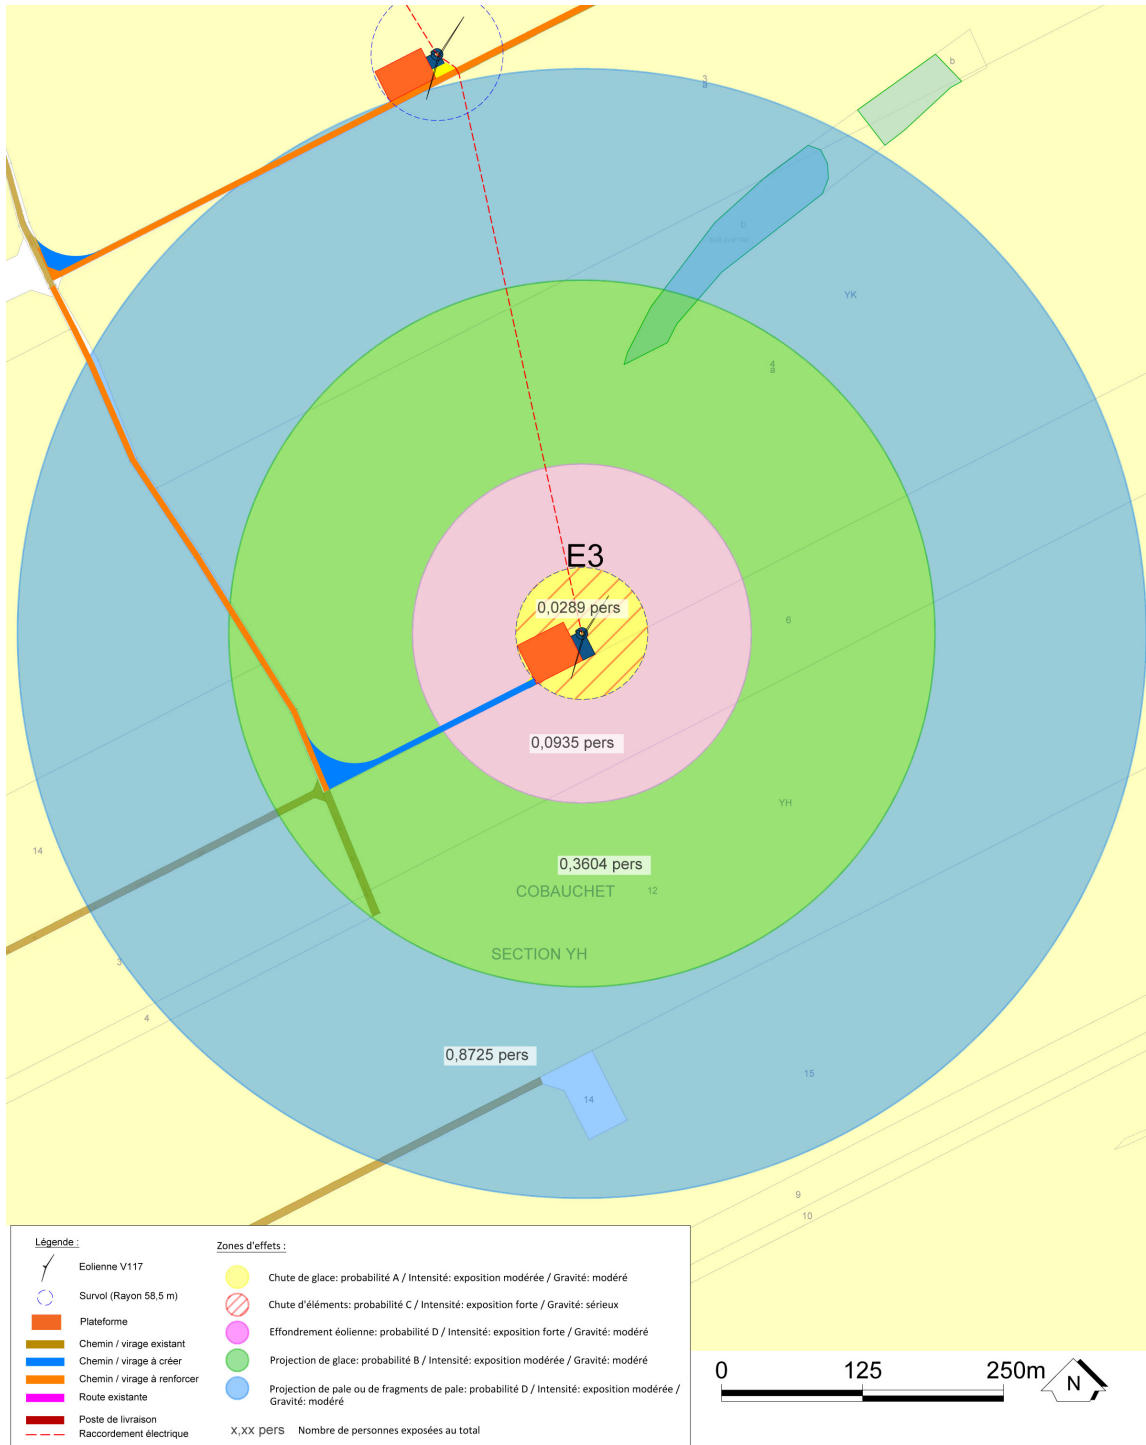 b
3
a
b
YK
4
a
E3
0,0289 pers
6
0,0935 pers
YH
14
0,3604 pers
COBAUCHET
12
SECTION YH
3
4
0,8725 pers
15
14
9
10
Légende :
Eolienne V117
Survol (Rayon 58,5 m)
Plateforme
Chemin / virage existant
Chemin / virage à créer
Chemin / virage à renforcer
Route existante
Poste de livraison
Raccordement électrique
Zones d'effets :
Chute de glace: probabilité A / Intensité: exposition modérée / Gravité: modéré
Chute d'éléments: probabilité C / Intensité: exposition forte / Gravité: sérieux
Effondrement éolienne: probabilité D / Intensité: exposition forte / Gravité: modéré
Projection de glace: probabilité B / Intensité: exposition modérée / Gravité: modéré
Projection de pale ou de fragments de pale: probabilité D / Intensité: exposition modérée /
Gravité: modéré
x,xx pers Nombre de personnes exposées au total
0 125 250m
N